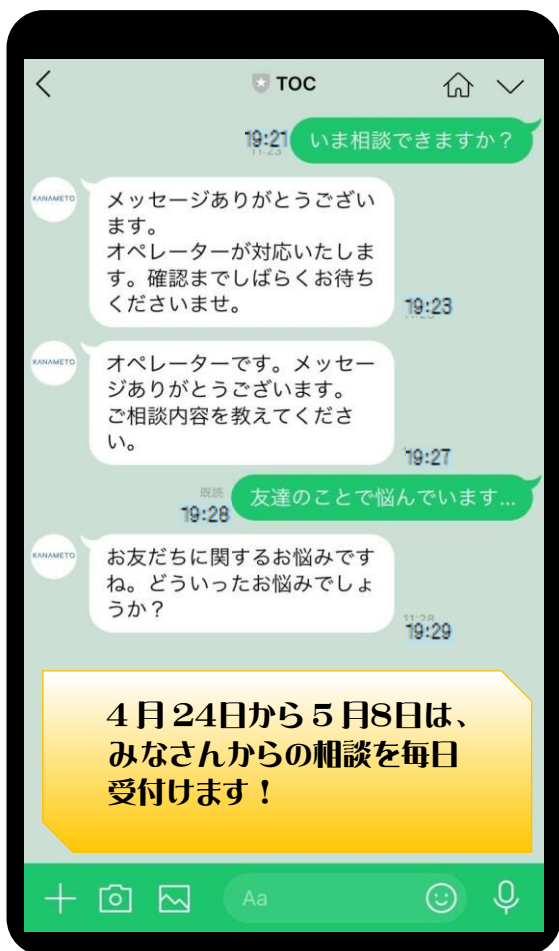 TOC
19:21 いま相談できますか？
KANAMETO
メッセージありがとうござい
ます。
オペレーターが対応いたしま
す。確認までしばらくお待ち
くださいませ。
19:23
KANAMETO
オペレーターです。メッセー
ジありがとうございます。
ご相談内容を教えてくださ
い。
19:27
既読
19:28
友達のことで悩んでいます...
KANAMETO
お友だちに関するお悩みです
ね。どういったお悩みでしょ
うか？
19:29
４月24日から５月8日は、
みなさんからの相談を毎日
受付けます！
Aa